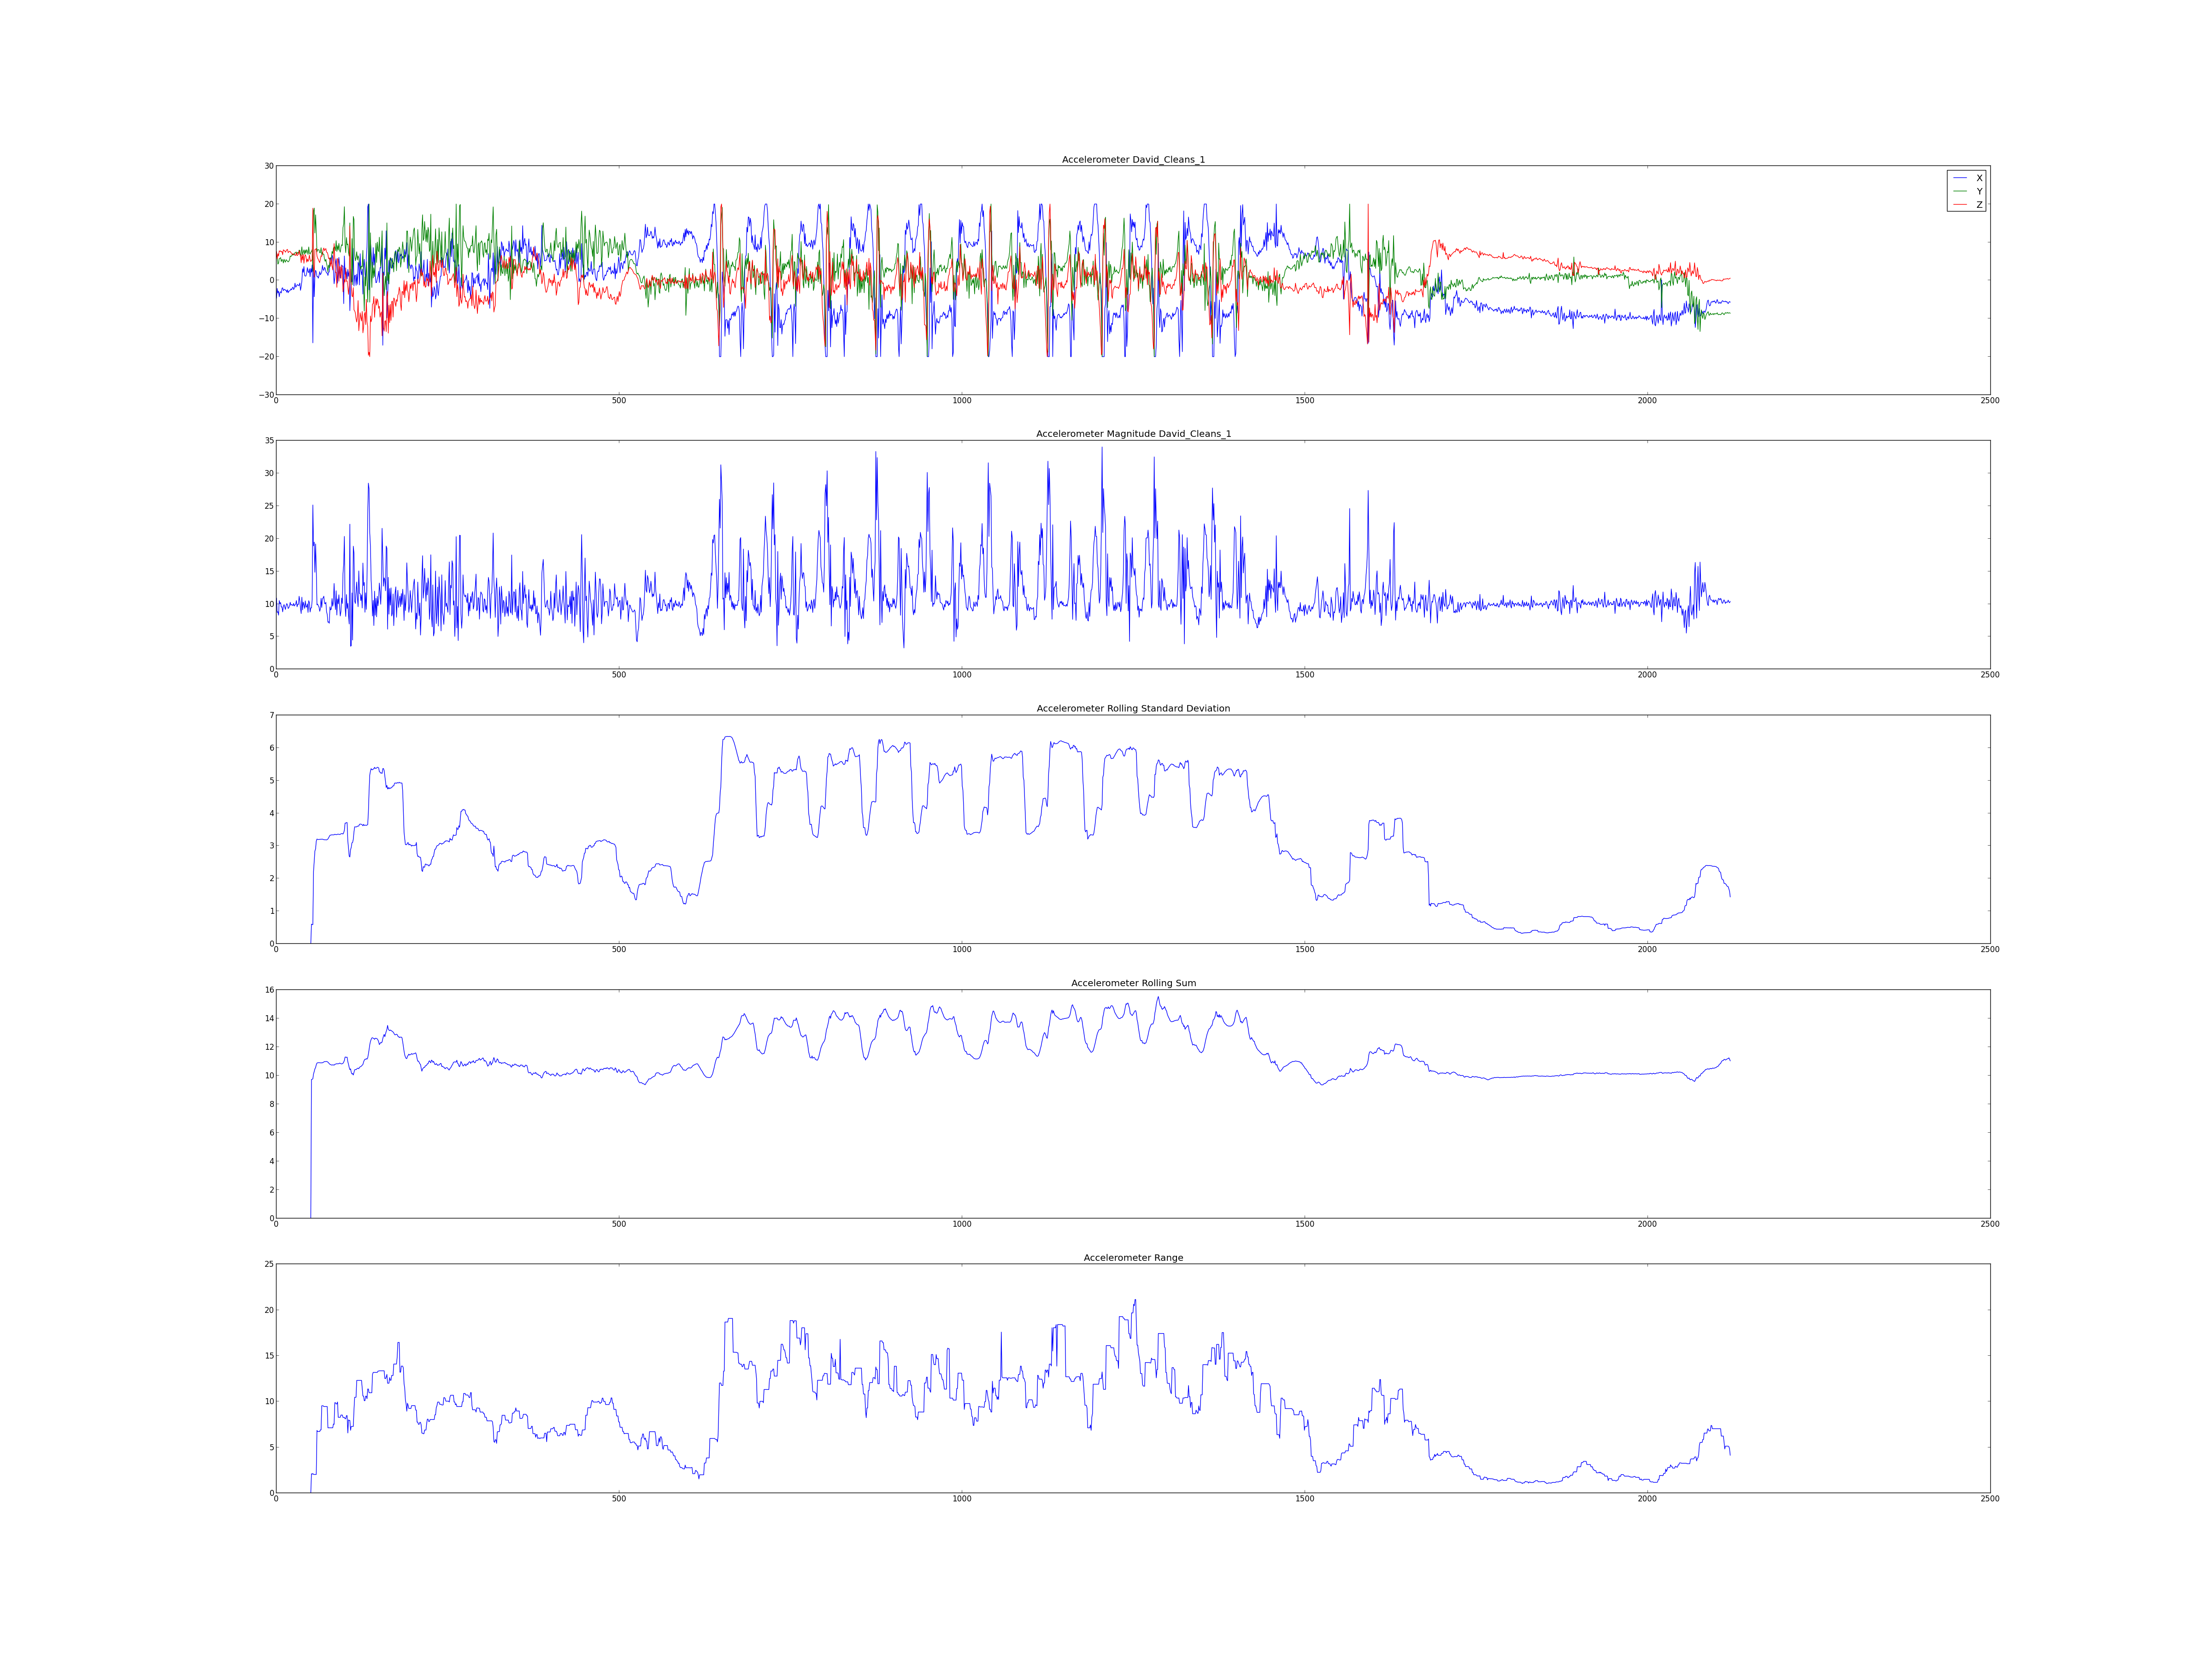 Accelerometer David_Cleans_1
30
20
10
0
−10
−20
−30
X
Y
Z
0 500 1000 1500 2000 2500
Accelerometer Magnitude David_Cleans_1
35
30
25
20
15
10
5
0
0 500 1000 1500 2000 2500
Accelerometer Rolling Standard Deviation
7
6
5
4
3
2
1
0
0 500 1000 1500 2000 2500
Accelerometer Rolling Sum
16
14
12
10
8
6
4
2
0
0 500 1000 1500 2000 2500
Accelerometer Range
25
20
15
10
5
0
0 500 1000 1500 2000 2500